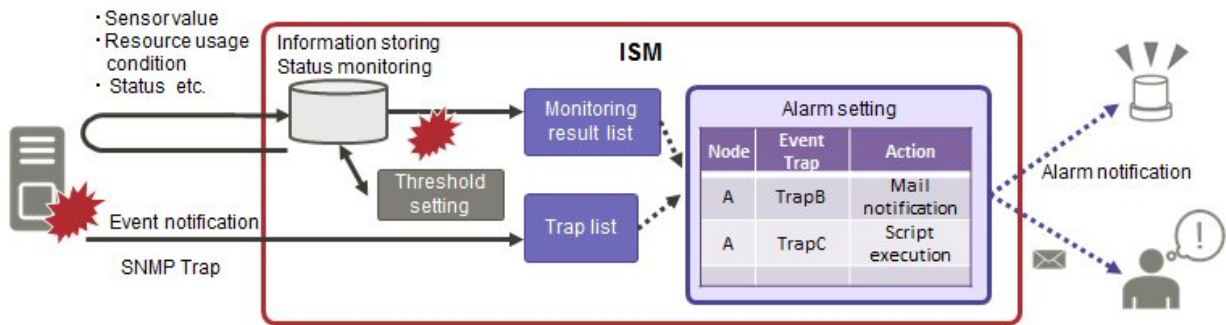 ・Sensor value
・Resource usage
condition
・Status etc.
Information storing
Status monitoring
ISM
Monitoring
result list
Threshold
setting
Event notification
SNMP Trap
Trap list
Alarm setting
Node
Event
Trap
Action
A
TrapB
Mail
notification
A
TrapC
Script
execution
Alarm notification
!